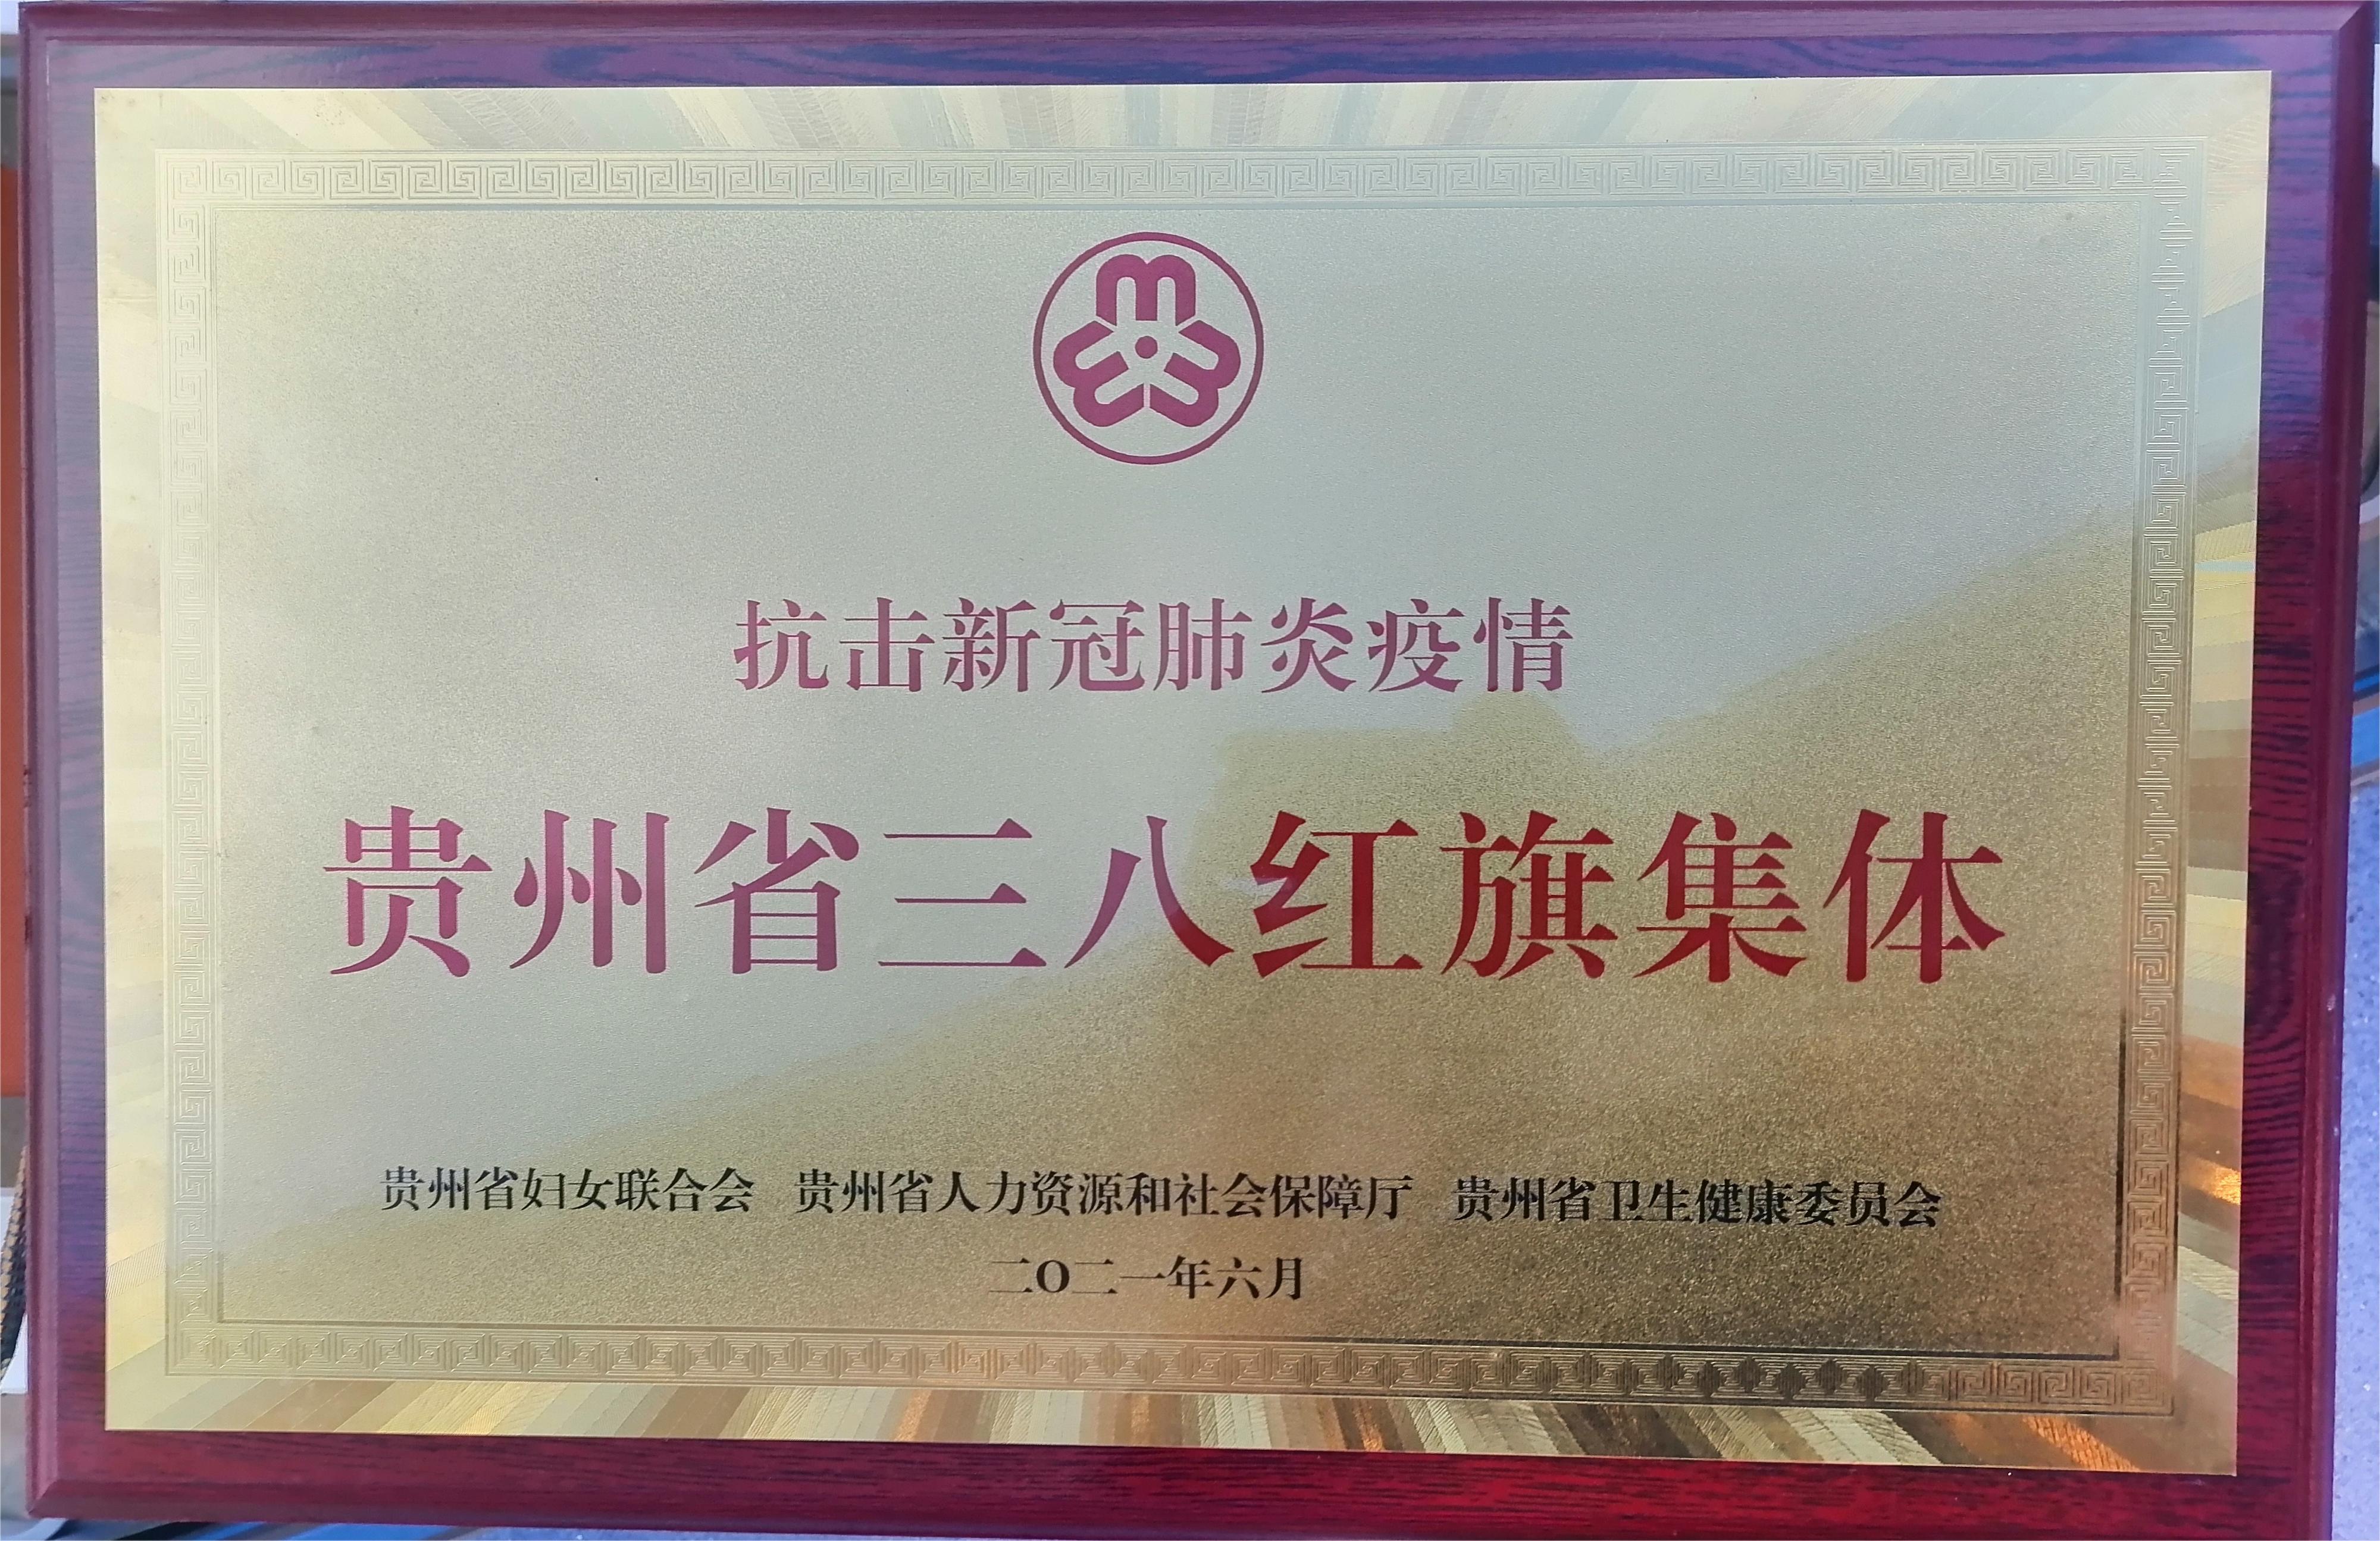 抗击新冠肺炎疫情
贵州省三八红旗集体
贵州省妇女联合会 贵州省人力资源和社会保障厅 贵州省卫生健康委员会
二O二一年六月